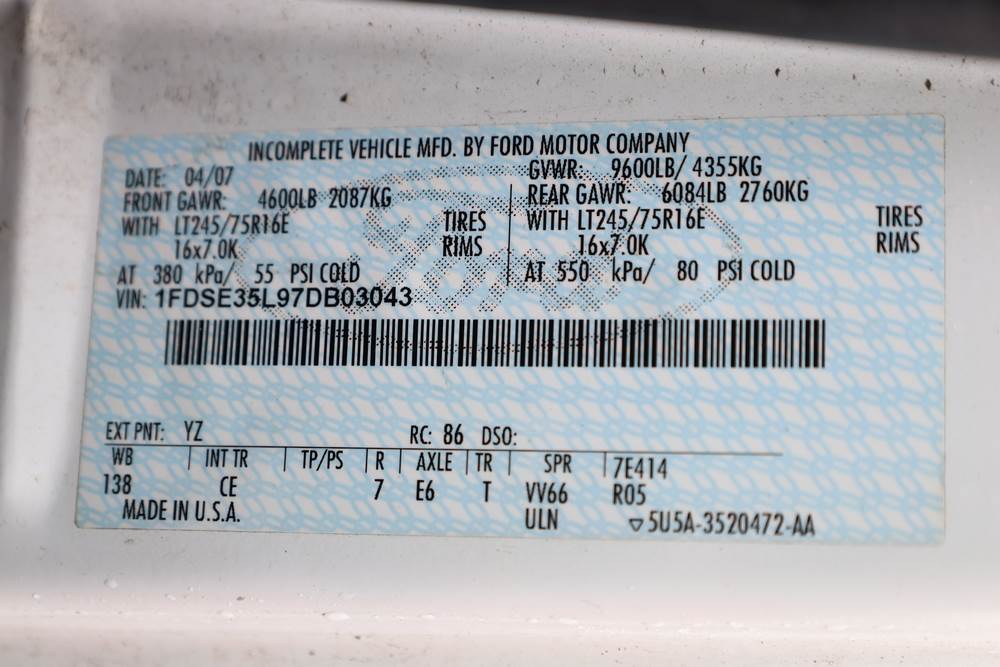 INCOMPLETE VEHICLE MFD. BY FORD MOTOR COMPANY
DATE: 04/07 GVWR: 9600LB/ 4355KG
FRONT GAWR: 4600LB 2087KG REAR GAWR: 6084LB 2760KG
WITH LT245/75R16E TIRES WITH LT245/75R16E TIRES
16x7.0K RIMS 16x7.0K RIMS
AT 380 kPa/ 55 PSI COLD AT 550 kPa/ 80 PSI COLD
VIN: 1FDSE35L97DB03043
EXT PNT: YZ RC: 86 DSO:
WB INT TR TP/PS R AXLE TR SPR 7E414
138 CE 7 E6 T VV66 R05
MADE IN U.S.A. ULN ▽5U5A-3520472-AA